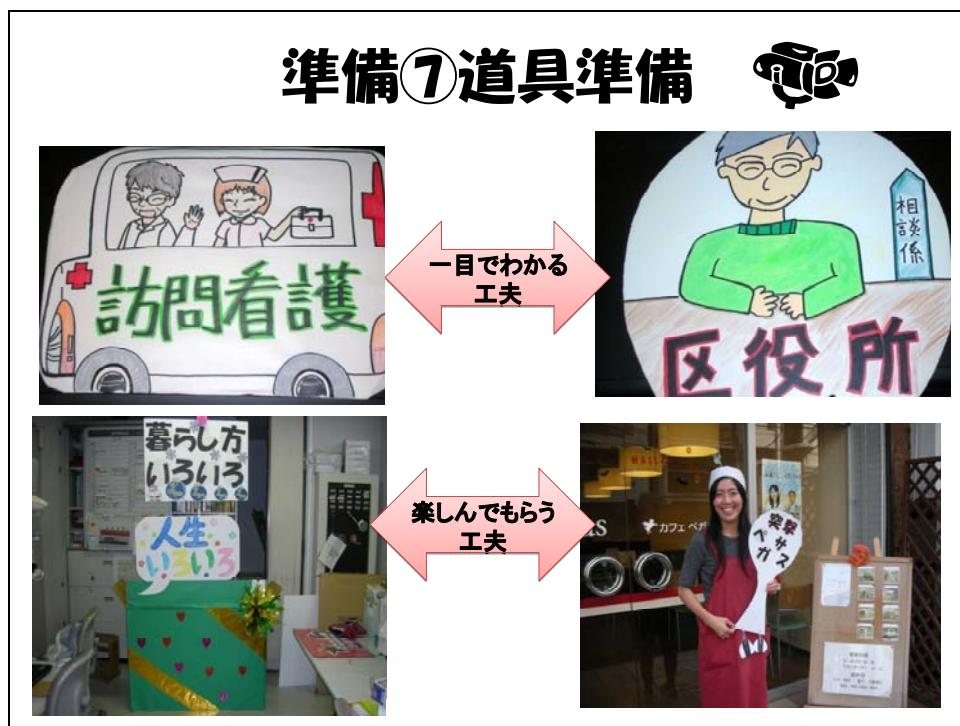 準備⑦道具準備
訪問看護
一目でわかる
工夫
相談係
区役所
暮らし方
いろいろ
人生
いろいろ
楽しんでもらう
工夫
カフェ ベガ
突撃
サス
ベガ